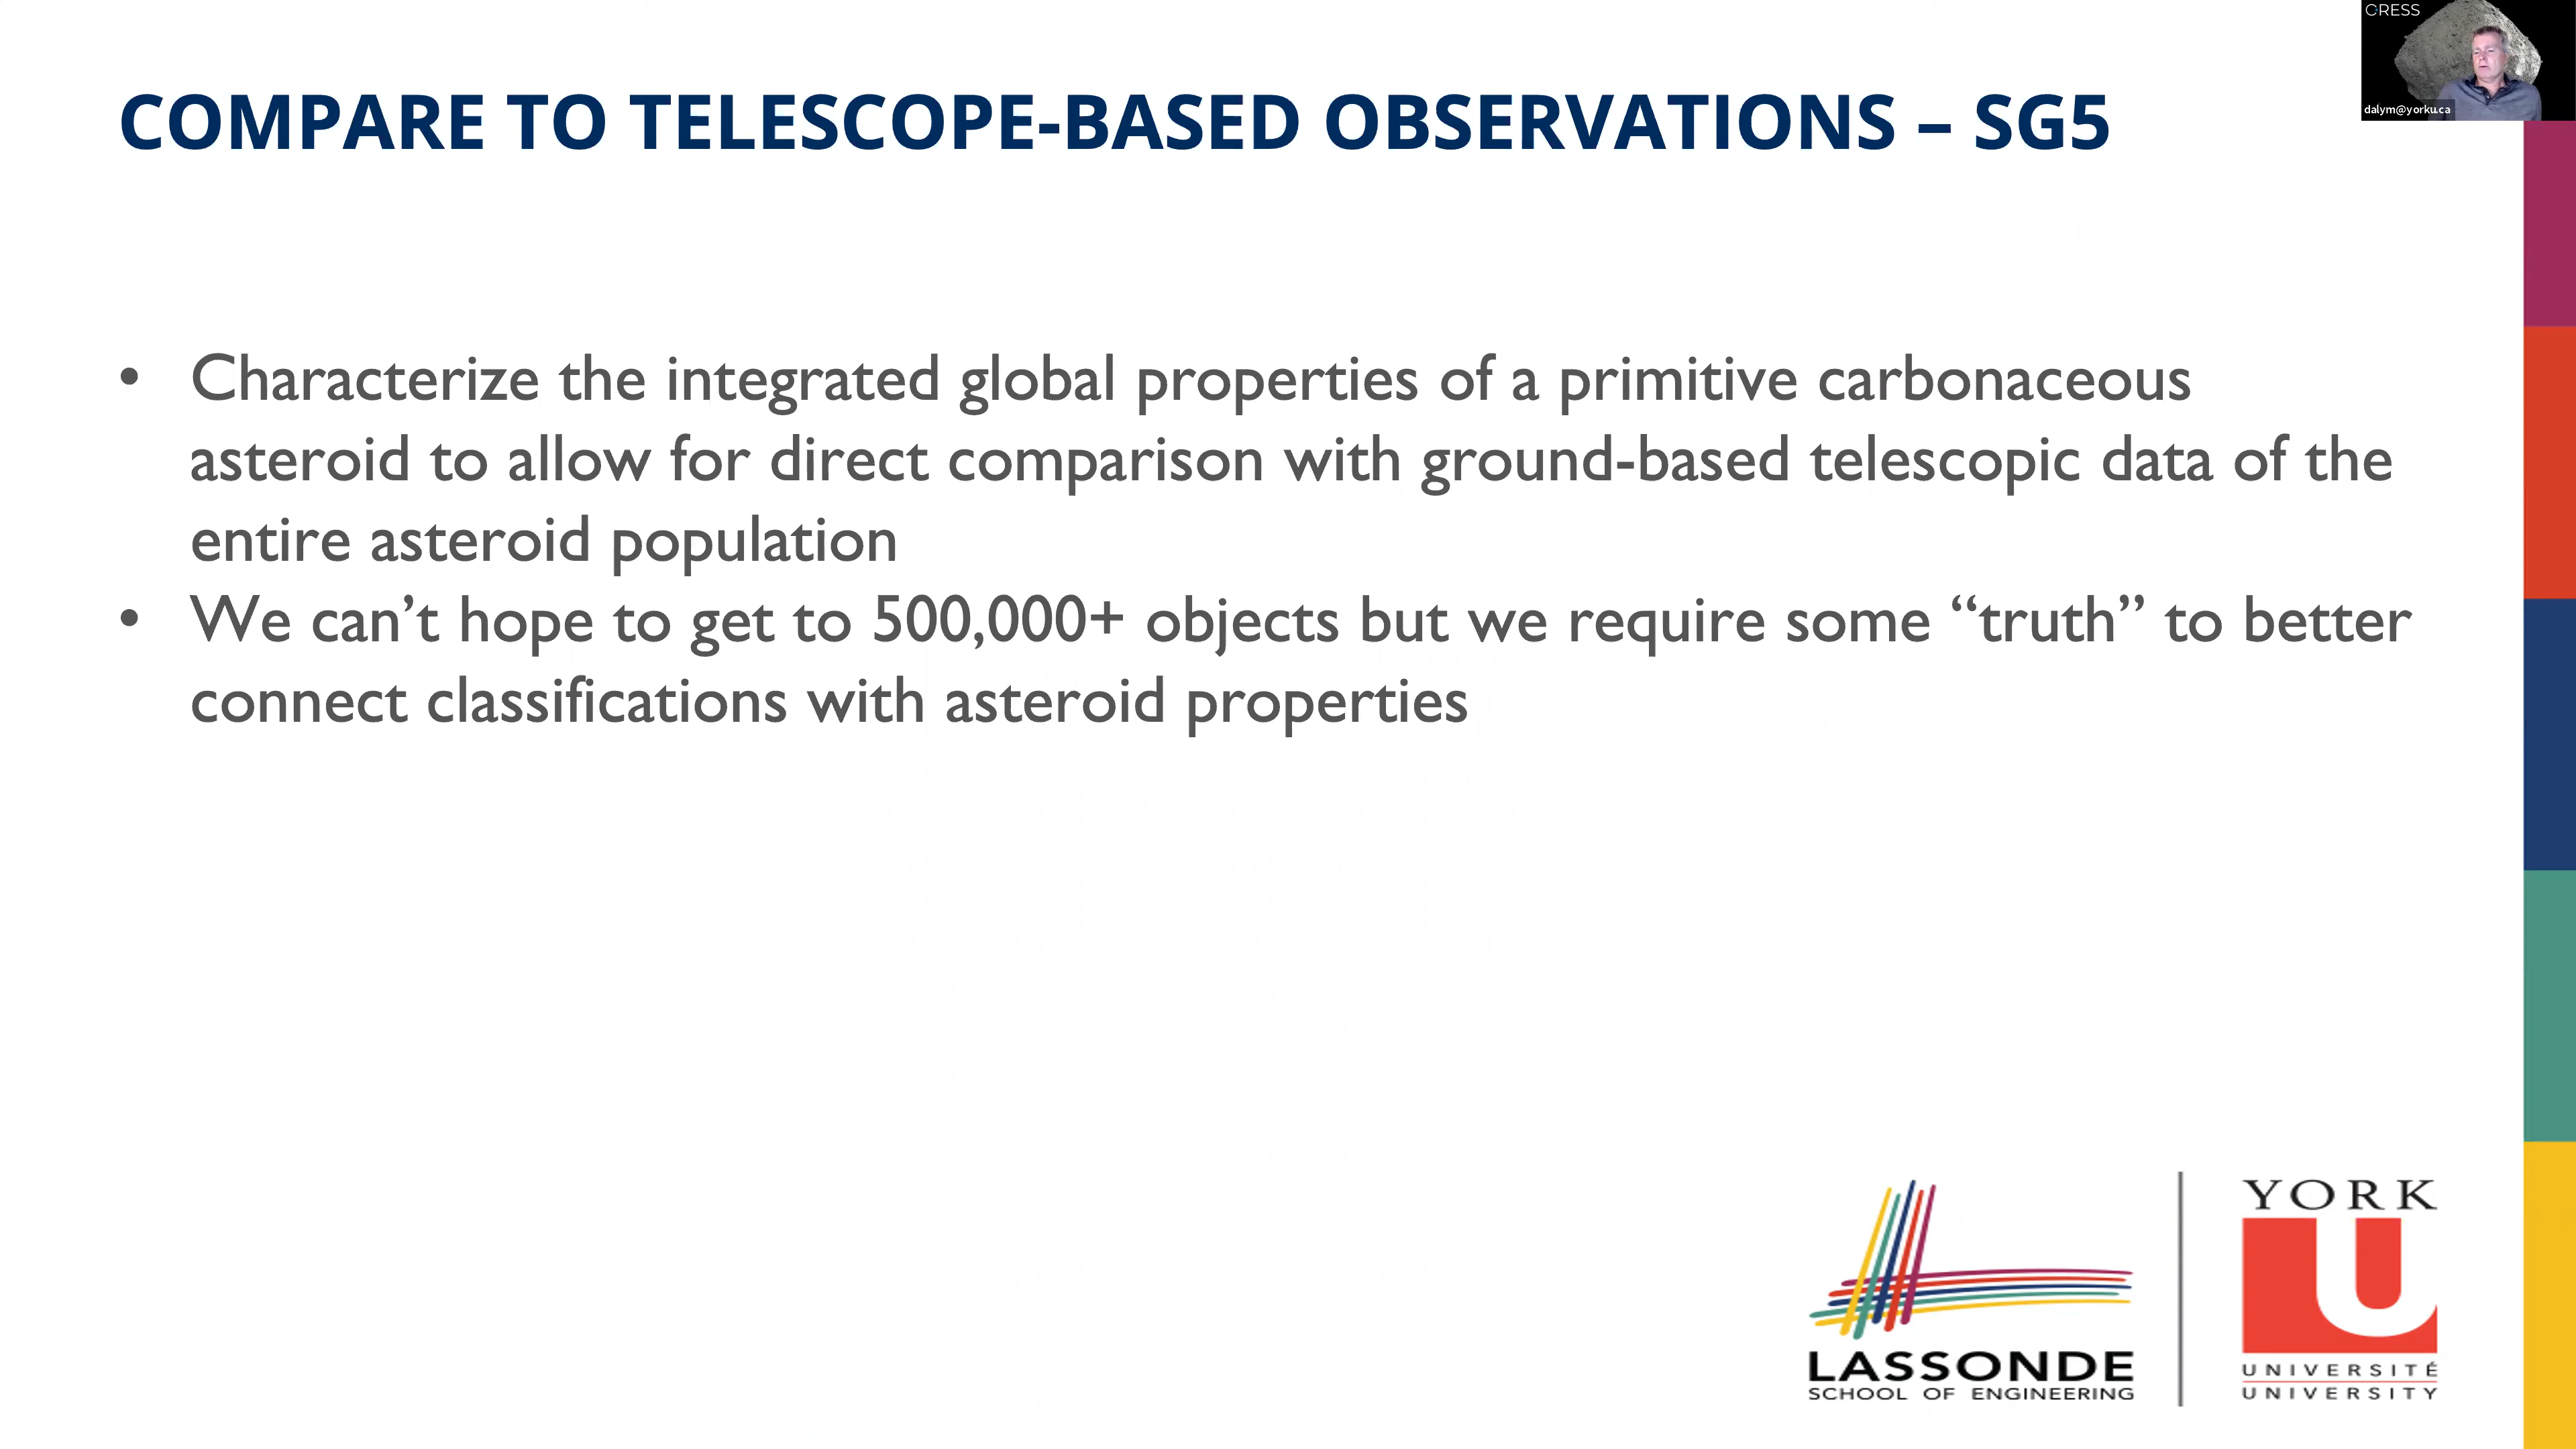 CRESS
dalym@yorku.ca
COMPARE TO TELESCOPE-BASED OBSERVATIONS – SG5
• Characterize the integrated global properties of a primitive carbonaceous
asteroid to allow for direct comparison with ground-based telescopic data of the
entire asteroid population
• We can’t hope to get to 500,000+ objects but we require some “truth” to better
connect classifications with asteroid properties
LASSONDE
SCHOOL OF ENGINEERING
YORK
U
UNIVERSITÉ
UNIVERSITY